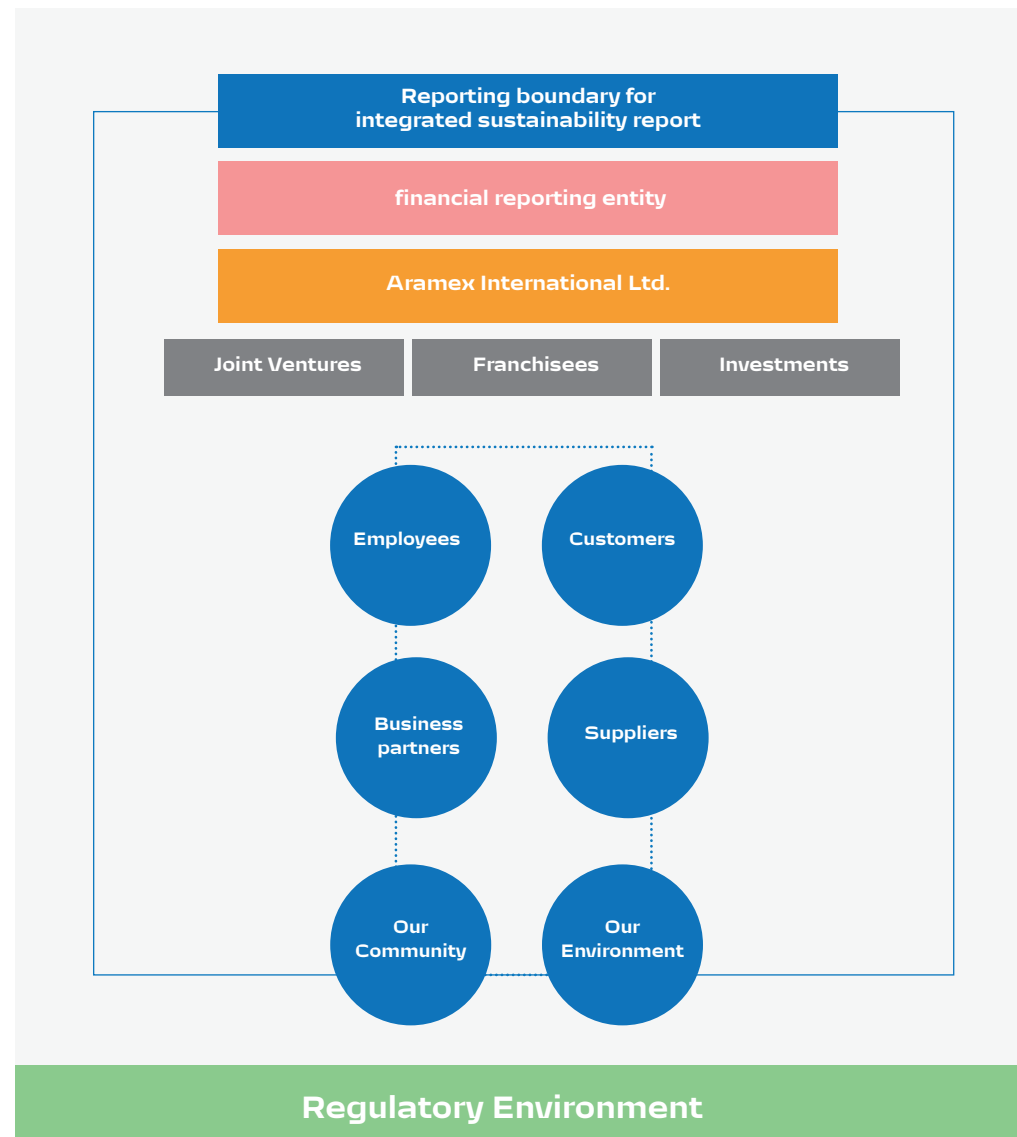 Reporting boundary for
integrated sustainability report
financial reporting entity
Aramex International Ltd.
Joint Ventures
Franchisees
Investments
Employees
Customers
Business
partners
Suppliers
Our
Community
Our
Environment
Regulatory Environment